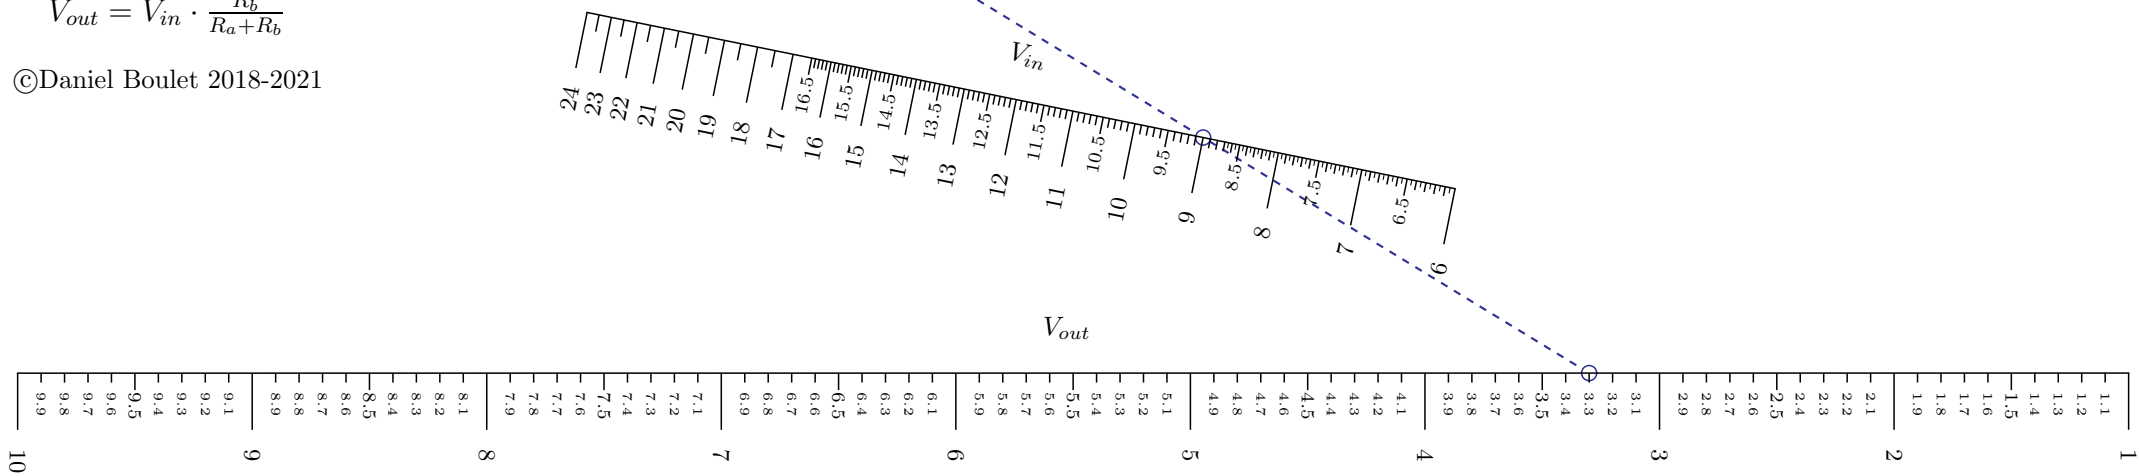 V_out = V_in · R_b / (R_a+R_b)
©Daniel Boulet 2018-2021
V_in
24 23 22 21 20 19 18 17 16.5 16 15.5 15 14.5 14 13.5 13 12.5 12 11.5 11 10.5 10 9.5 9 8.5 8 7.5 7 6.5 6
V_out
9.9 9.8 9.7 9.6 9.5 9.4 9.3 9.2 9.1 8.9 8.8 8.7 8.6 8.5 8.4 8.3 8.2 8.1 7.9 7.8 7.7 7.6 7.5 7.4 7.3 7.2 7.1 6.9 6.8 6.7 6.6 6.5 6.4 6.3 6.2 6.1 5.9 5.8 5.7 5.6 5.5 5.4 5.3 5.2 5.1 4.9 4.8 4.7 4.6 4.5 4.4 4.3 4.2 4.1 3.9 3.8 3.7 3.6 3.5 3.4 3.3 3.2 3.1 2.9 2.8 2.7 2.6 2.5 2.4 2.3 2.2 2.1 1.9 1.8 1.7 1.6 1.5 1.4 1.3 1.2 1.1
10 9 8 7 6 5 4 3 2 1